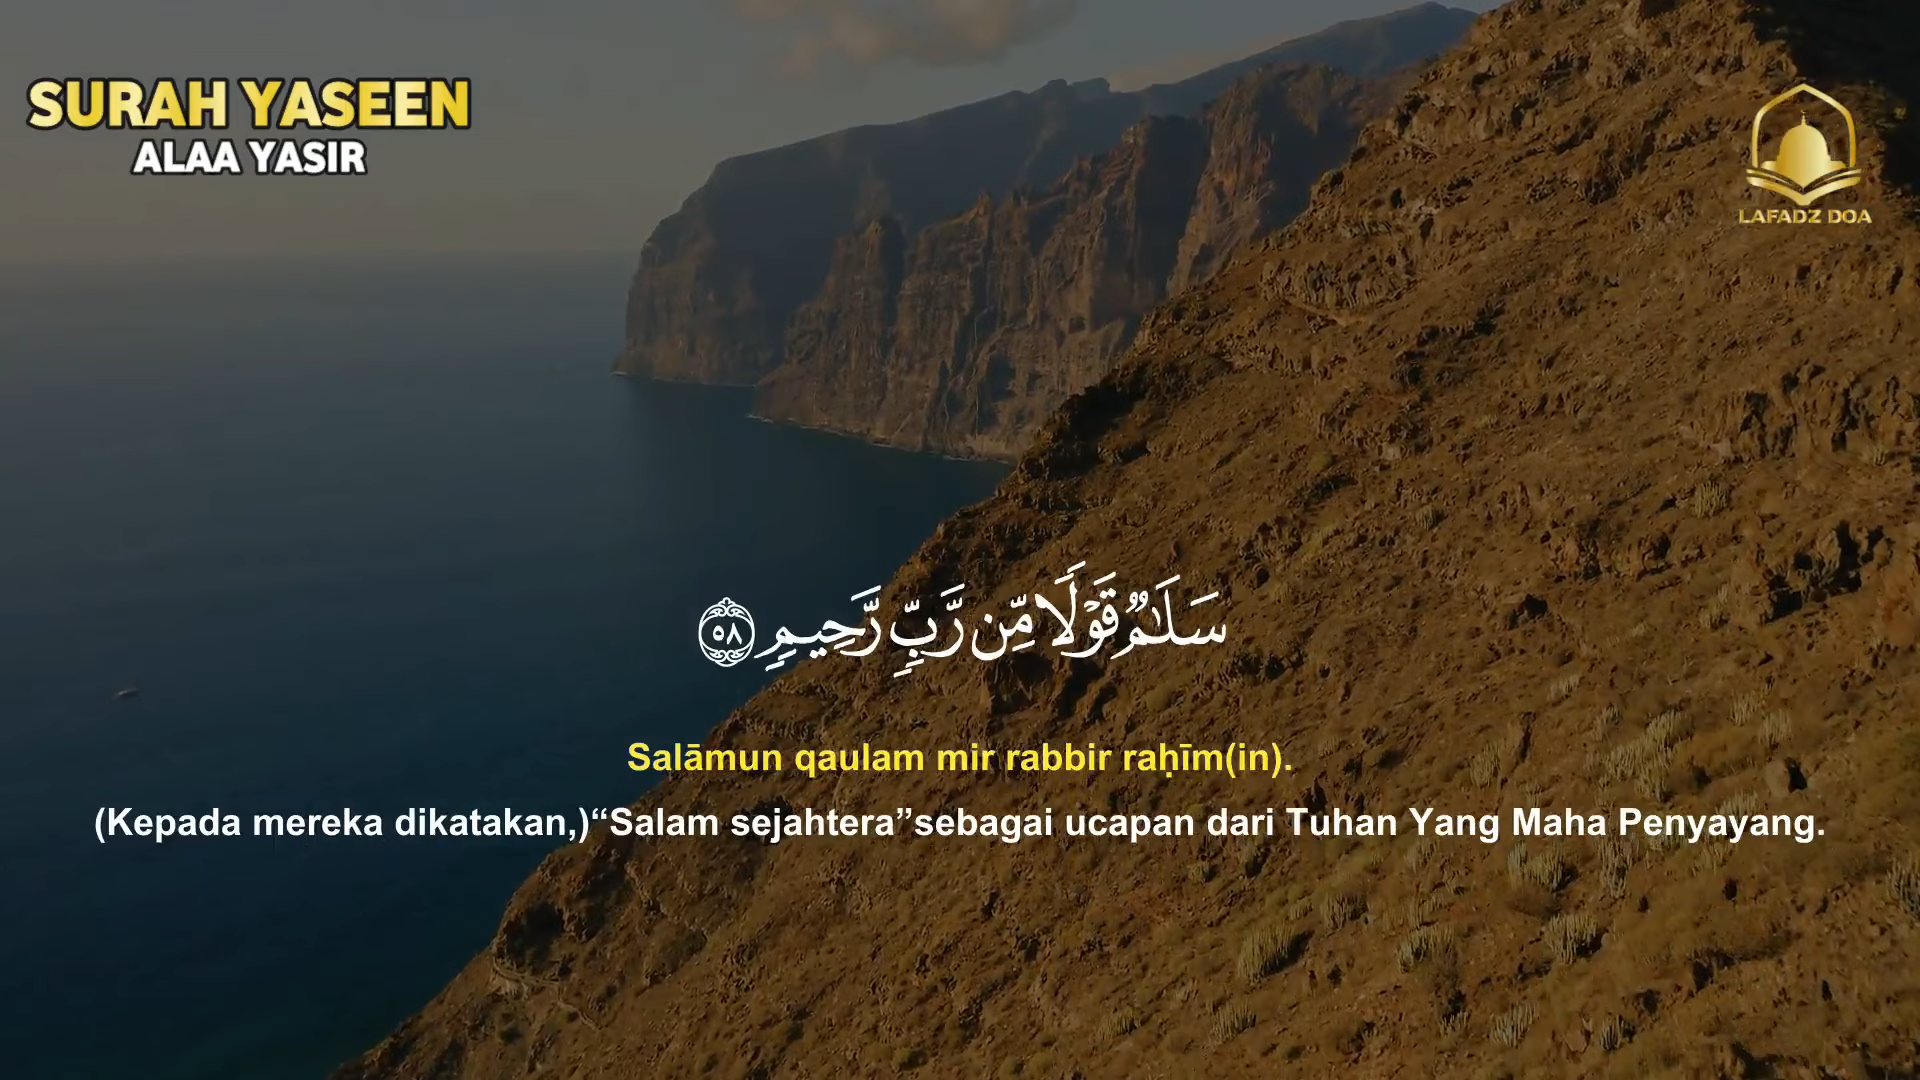 SURAH YASEEN
ALAA YASIR
LAFADZ DOA
سَلَـٰمٌ قَوْلًا مِّن رَّبٍّ رَّحِيمٍ ٥٨
Salāmun qaulam mir rabbir raḥīm(in).
(Kepada mereka dikatakan,)“Salam sejahtera”sebagai ucapan dari Tuhan Yang Maha Penyayang.